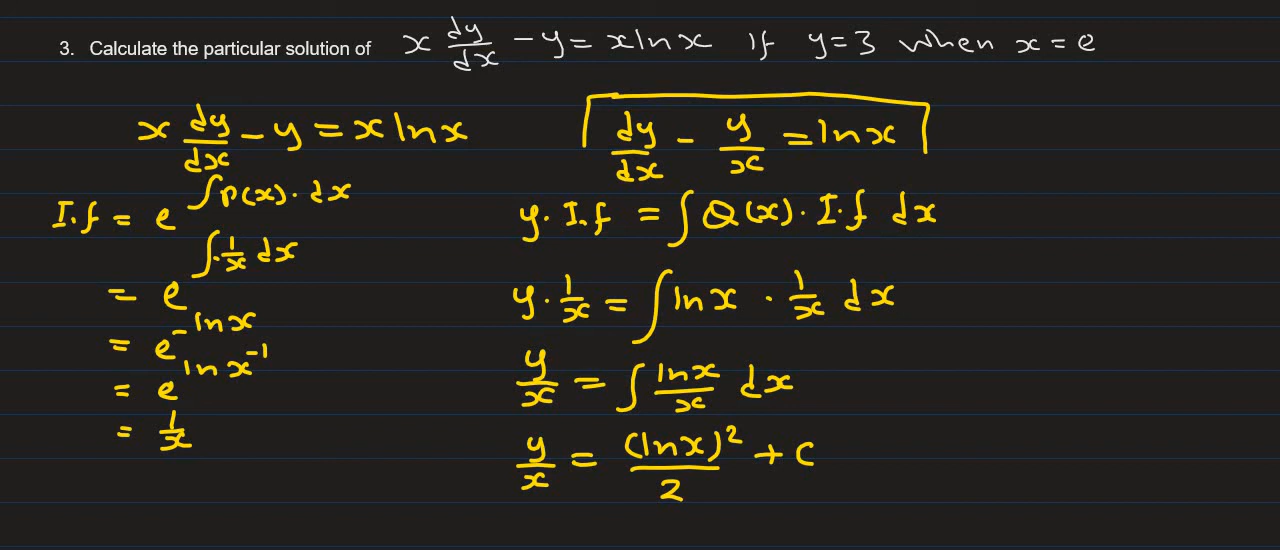 3. Calculate the particular solution of x dy/dx - y = x ln x If y = 3 when x = e
x dy/dx - y = x ln x
I.f = e^∫P(x)·dx
= e^∫-1/x dx
= e^-ln x
= e^ln x^-1
= 1/x
dy/dx - y/x = ln x
y · I.f = ∫ Q(x) · I.f dx
y · 1/x = ∫ ln x · 1/x dx
y/x = ∫ ln x/x dx
y/x = (ln x)²/2 + C